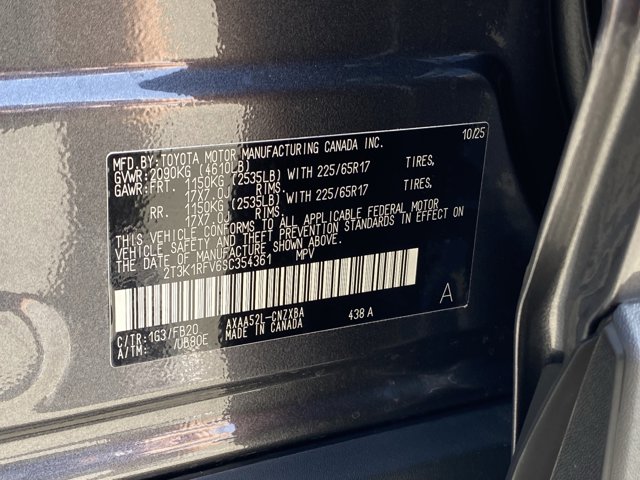 MFD.BY:TOYOTA MOTOR MANUFACTURING CANADA INC. 10/25
GVWR:2090KG (4610LB)
GAWR:FRT. 1150KG (2535LB) WITH 225/65R17 TIRES,
17X7.0J RIMS.
RR. 1150KG (2535LB) WITH 225/65R17 TIRES,
17X7.0J RIMS.
THIS VEHICLE CONFORMS TO ALL APPLICABLE FEDERAL MOTOR
VEHICLE SAFETY AND THEFT PREVENTION STANDARDS IN EFFECT
ON THE DATE OF MANUFACTURE SHOWN ABOVE.
2T3K1RFV6SC354361 MPV
A
C/TR:1G3/FB20 AXAA52L-CNZXBA 438A
A/TM: /UB80E MADE IN CANADA